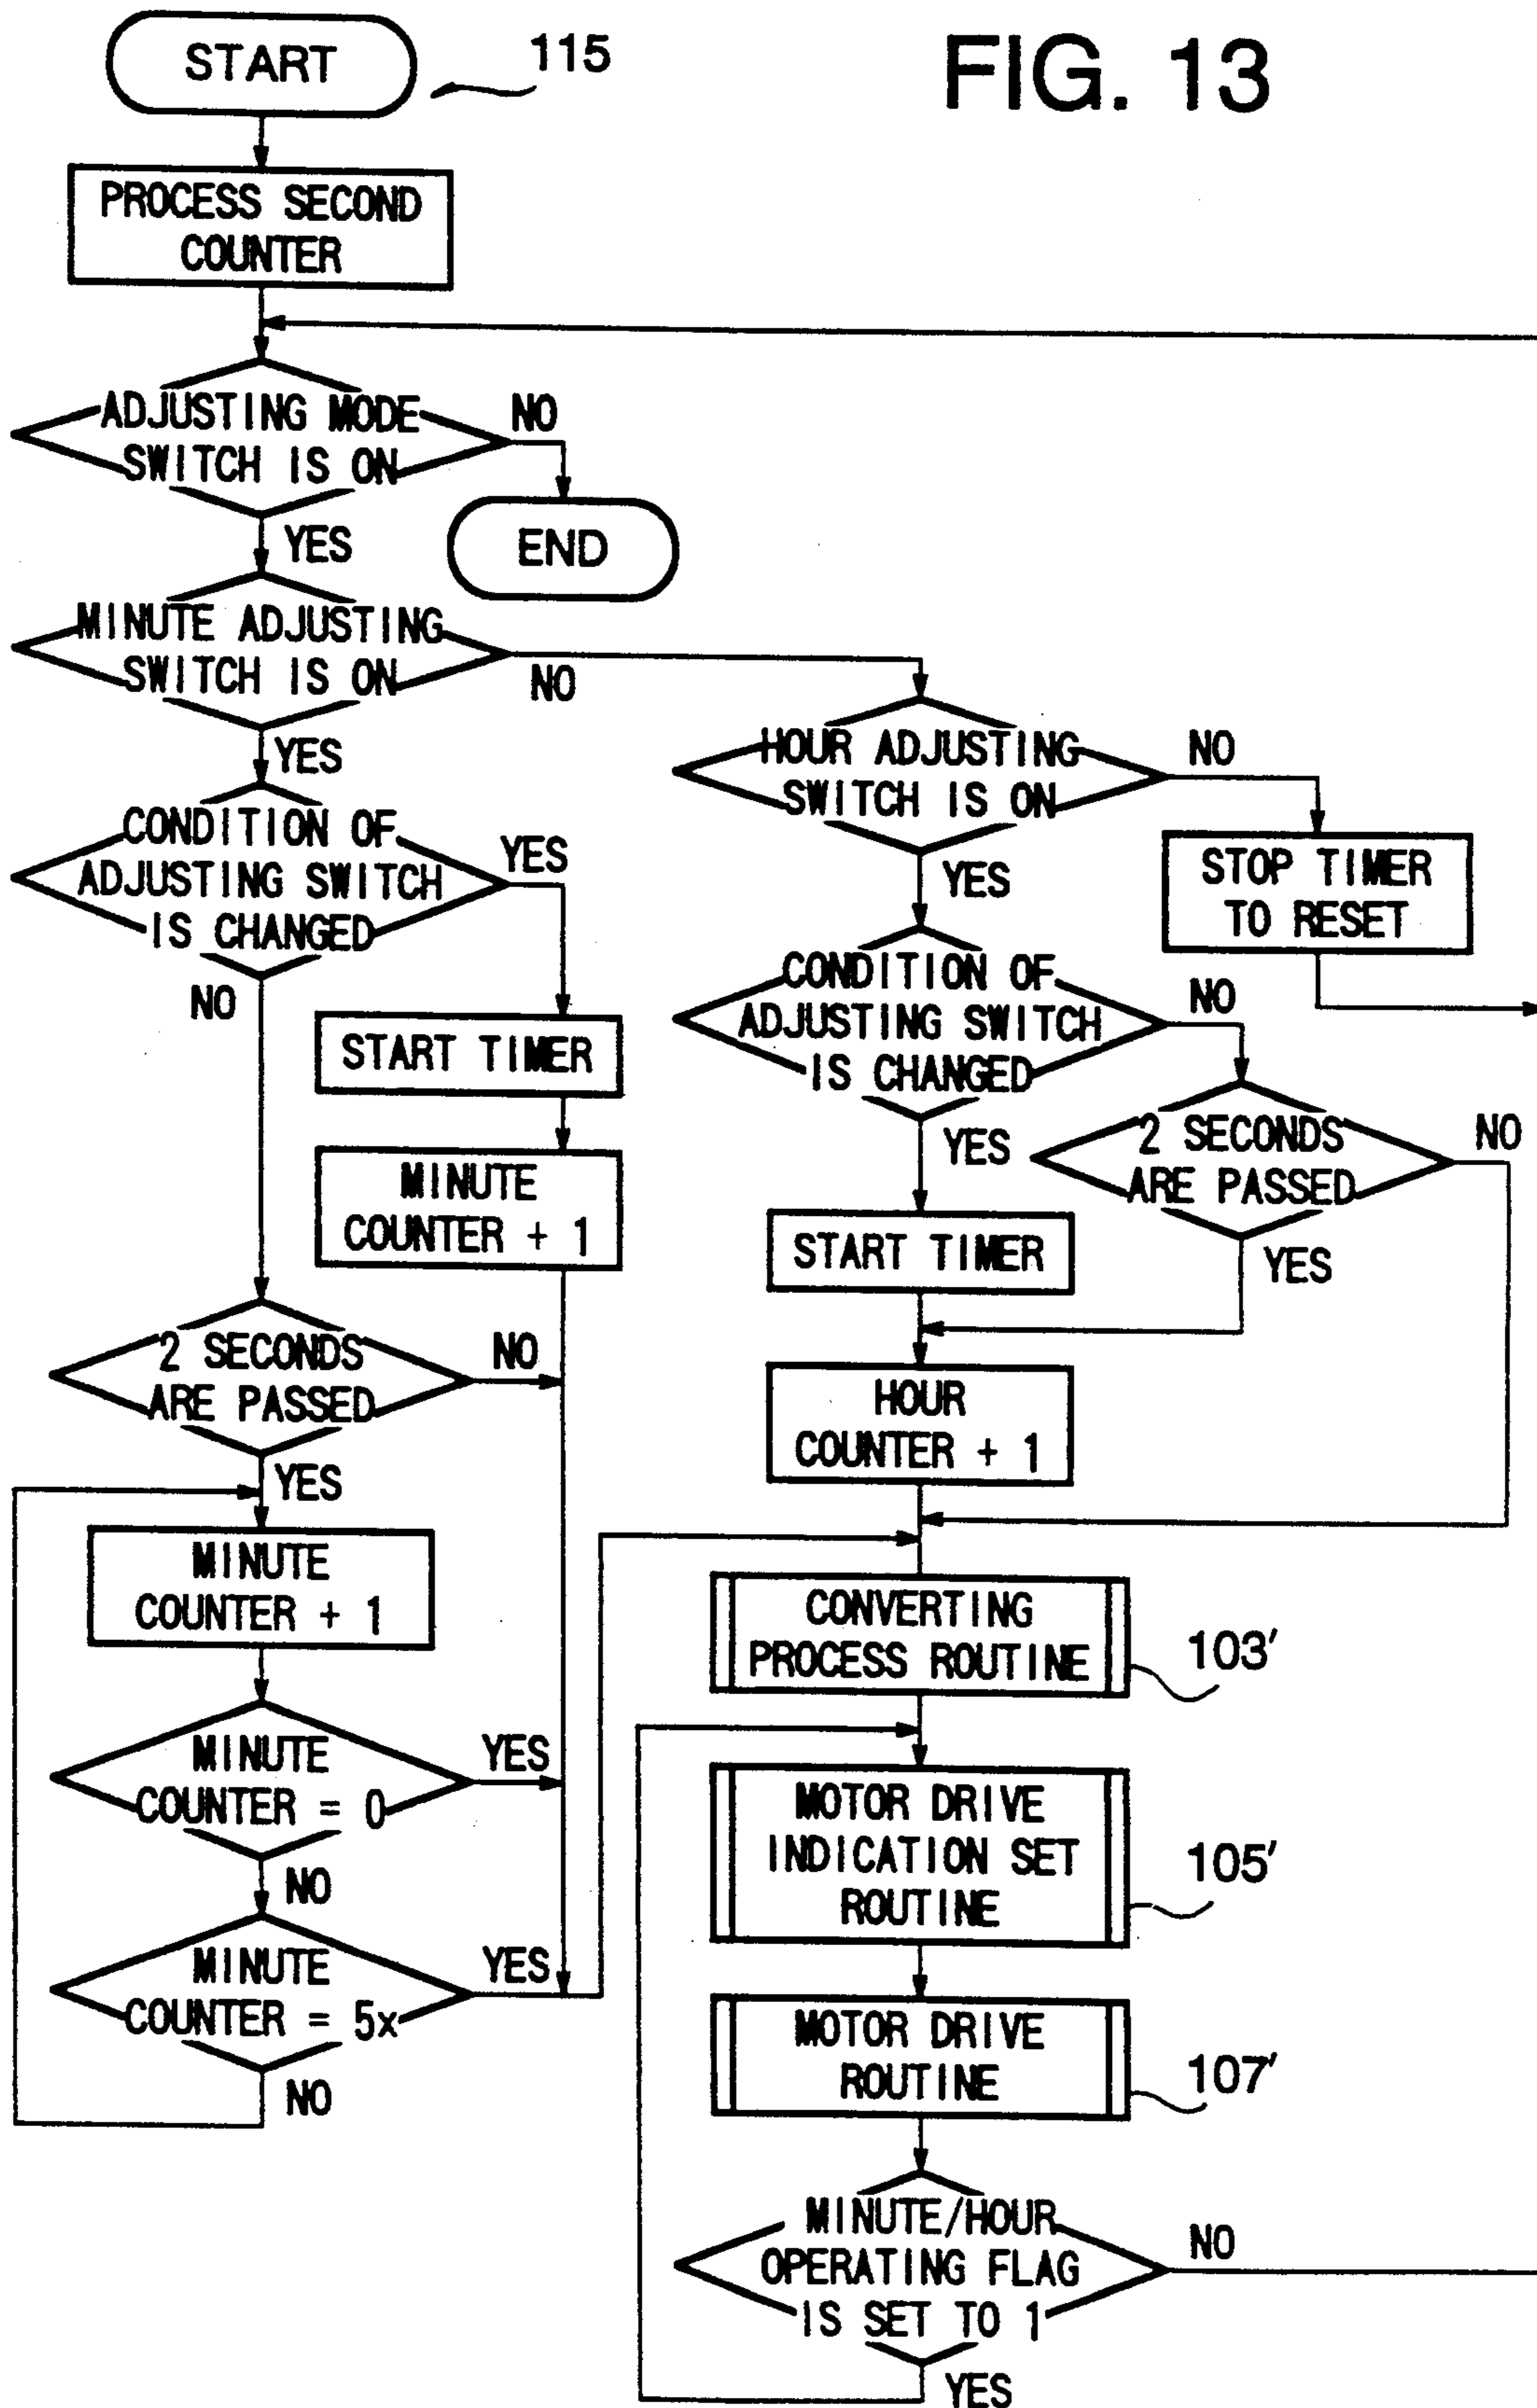 FIG. 13
START
115
PROCESS SECOND
COUNTER
ADJUSTING MODE
SWITCH IS ON
NO
END
YES
MINUTE ADJUSTING
SWITCH IS ON
NO
YES
CONDITION OF
ADJUSTING SWITCH
IS CHANGED
YES
NO
START TIMER
MINUTE
COUNTER + 1
2 SECONDS
ARE PASSED
NO
YES
MINUTE
COUNTER + 1
MINUTE
COUNTER = 0
YES
NO
MINUTE
COUNTER = 5x
YES
NO
HOUR ADJUSTING
SWITCH IS ON
NO
YES
STOP TIMER
TO RESET
CONDITION OF
ADJUSTING SWITCH
IS CHANGED
NO
YES
2 SECONDS
ARE PASSED
NO
YES
START TIMER
HOUR
COUNTER + 1
CONVERTING
PROCESS ROUTINE
103'
MOTOR DRIVE
INDICATION SET
ROUTINE
105'
MOTOR DRIVE
ROUTINE
107'
MINUTE/HOUR
OPERATING FLAG
IS SET TO 1
NO
YES